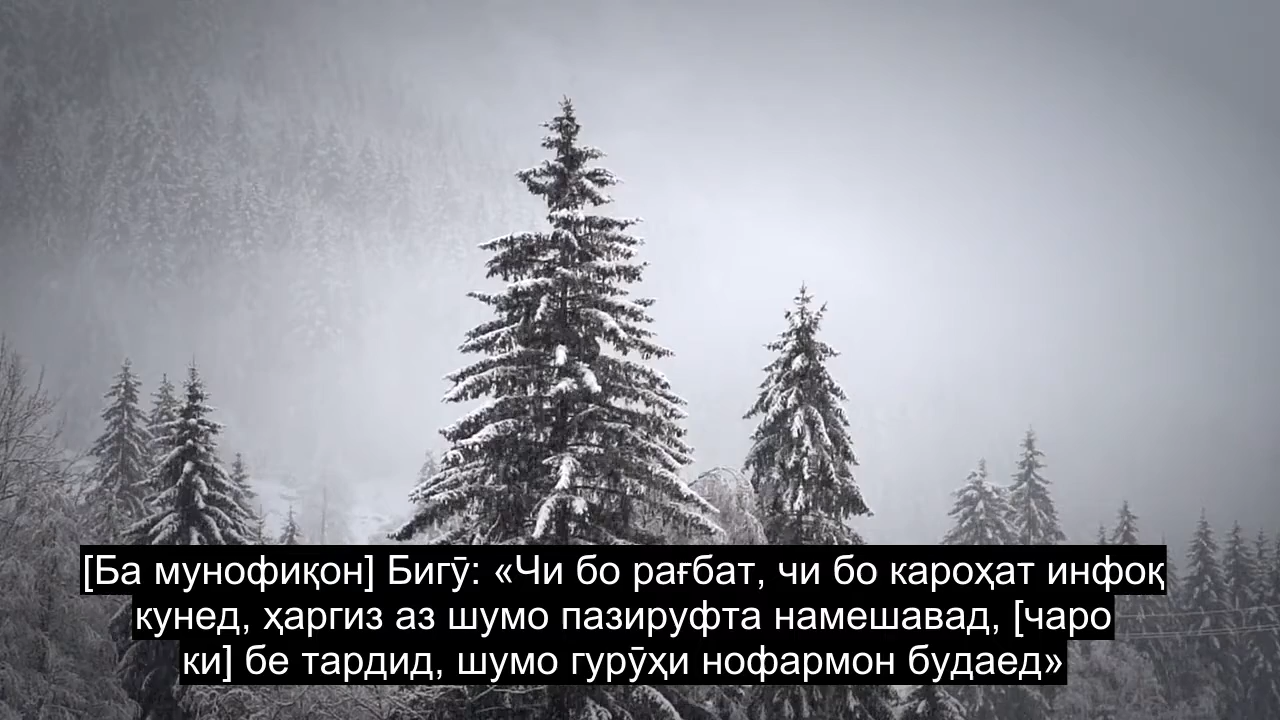 [Ба мунофиқон] Бигӯ: «Чи бо рағбат, чи бо кароҳат инфоқ
кунед, ҳаргиз аз шумо пазируфта намешавад, [чаро
ки] бе тардид, шумо гурӯҳи нофармон будаед»